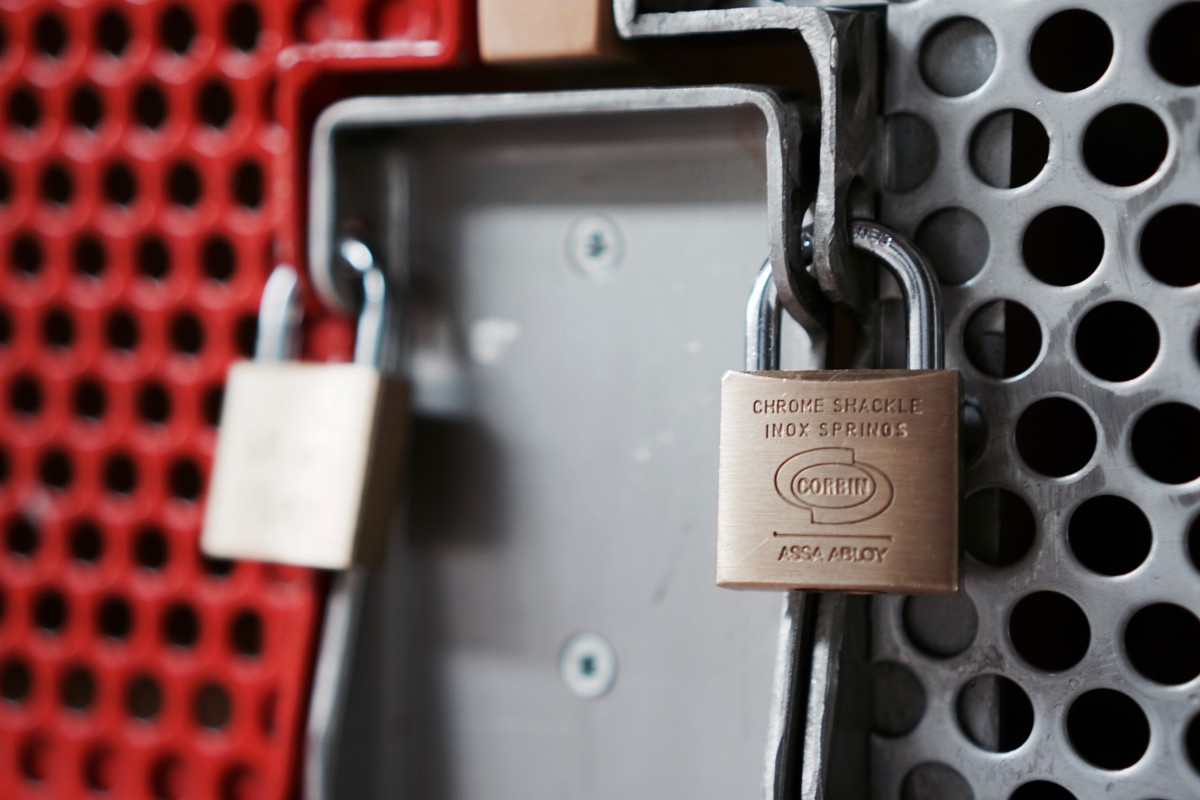 CHROME SHACKLE
INOX SPRINGS
CORBIN
ASSA ABLOY